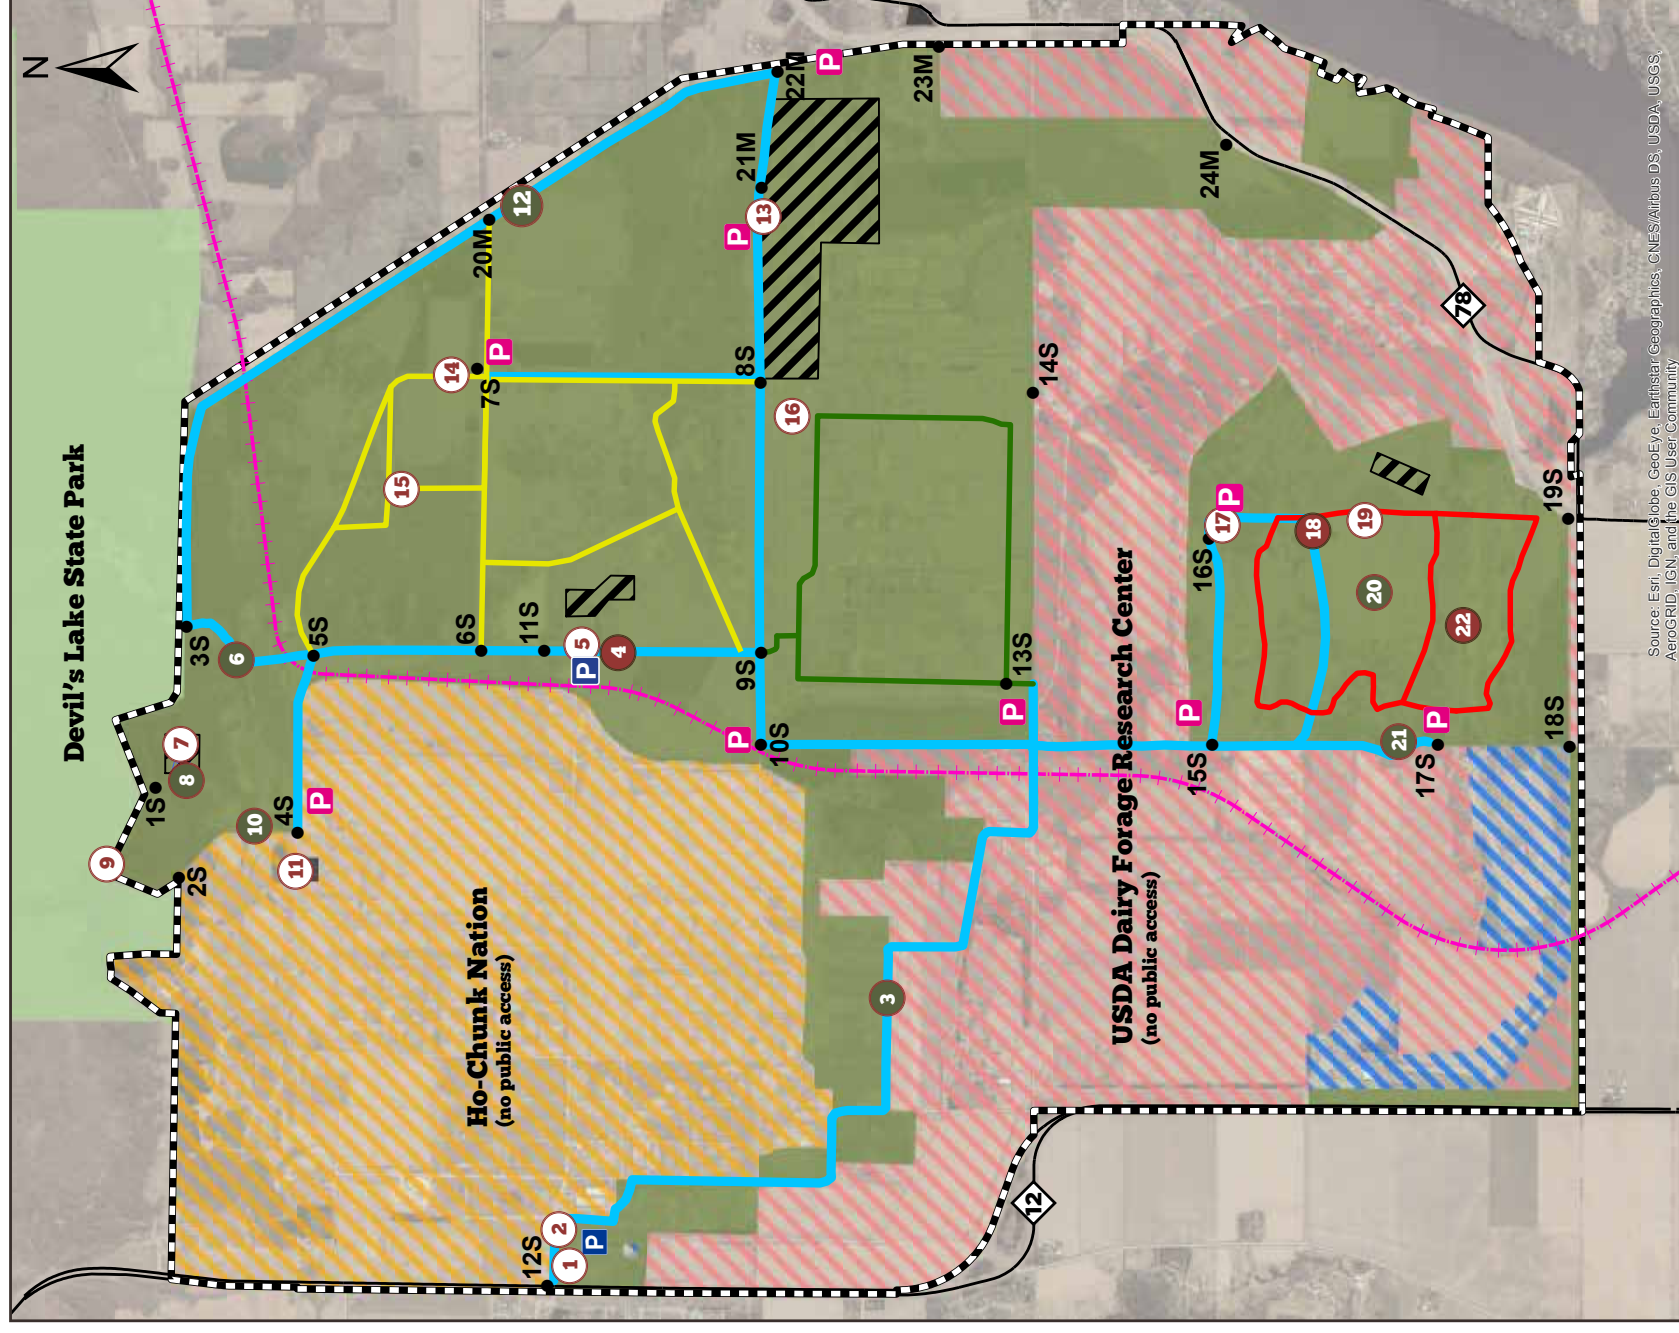 N
Devil's Lake State Park
Ho-Chunk Nation
(no public access)
USDA Dairy Forage Research Center
(no public access)
1S
2S
3S
4S
5S
6S
7S
8S
9S
10S
11S
12S
13S
14S
15S
16S
17S
18S
19S
20M
21M
22M
23M
24M
1
2
3
4
5
6
7
8
9
10
11
12
13
14
15
16
17
18
19
20
21
22
P
P
P
P
P
P
P
P
P
P
P
12
78
Source: Esri, DigitalGlobe, GeoEye, Earthstar Geographics, CNES/Airbus DS, USDA, USGS,
AeroGRID, IGN, and the GIS User Community